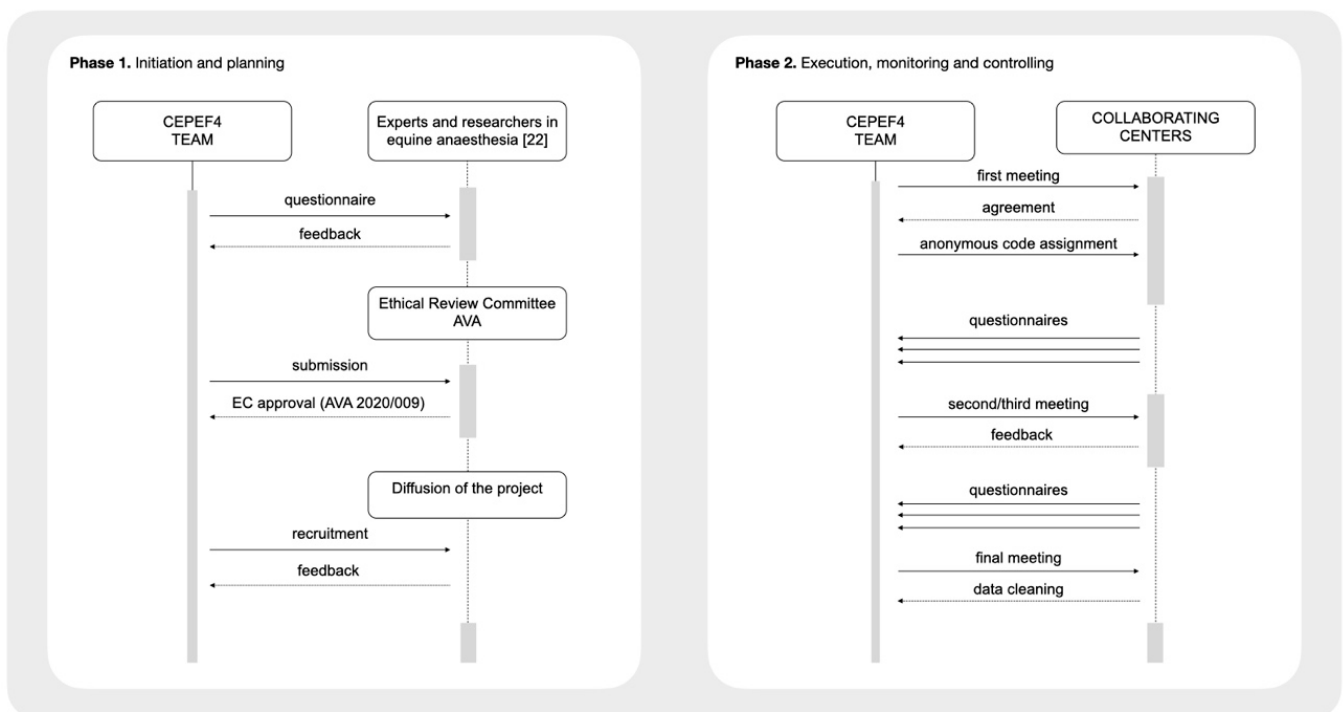 Phase 1. Initiation and planning
CEPEF4
TEAM
Experts and researchers in
equine anaesthesia [22]
questionnaire
feedback
Ethical Review Committee
AVA
submission
EC approval (AVA 2020/009)
Diffusion of the project
recruitment
feedback
Phase 2. Execution, monitoring and controlling
CEPEF4
TEAM
COLLABORATING
CENTERS
first meeting
agreement
anonymous code assignment
questionnaires
second/third meeting
feedback
questionnaires
final meeting
data cleaning